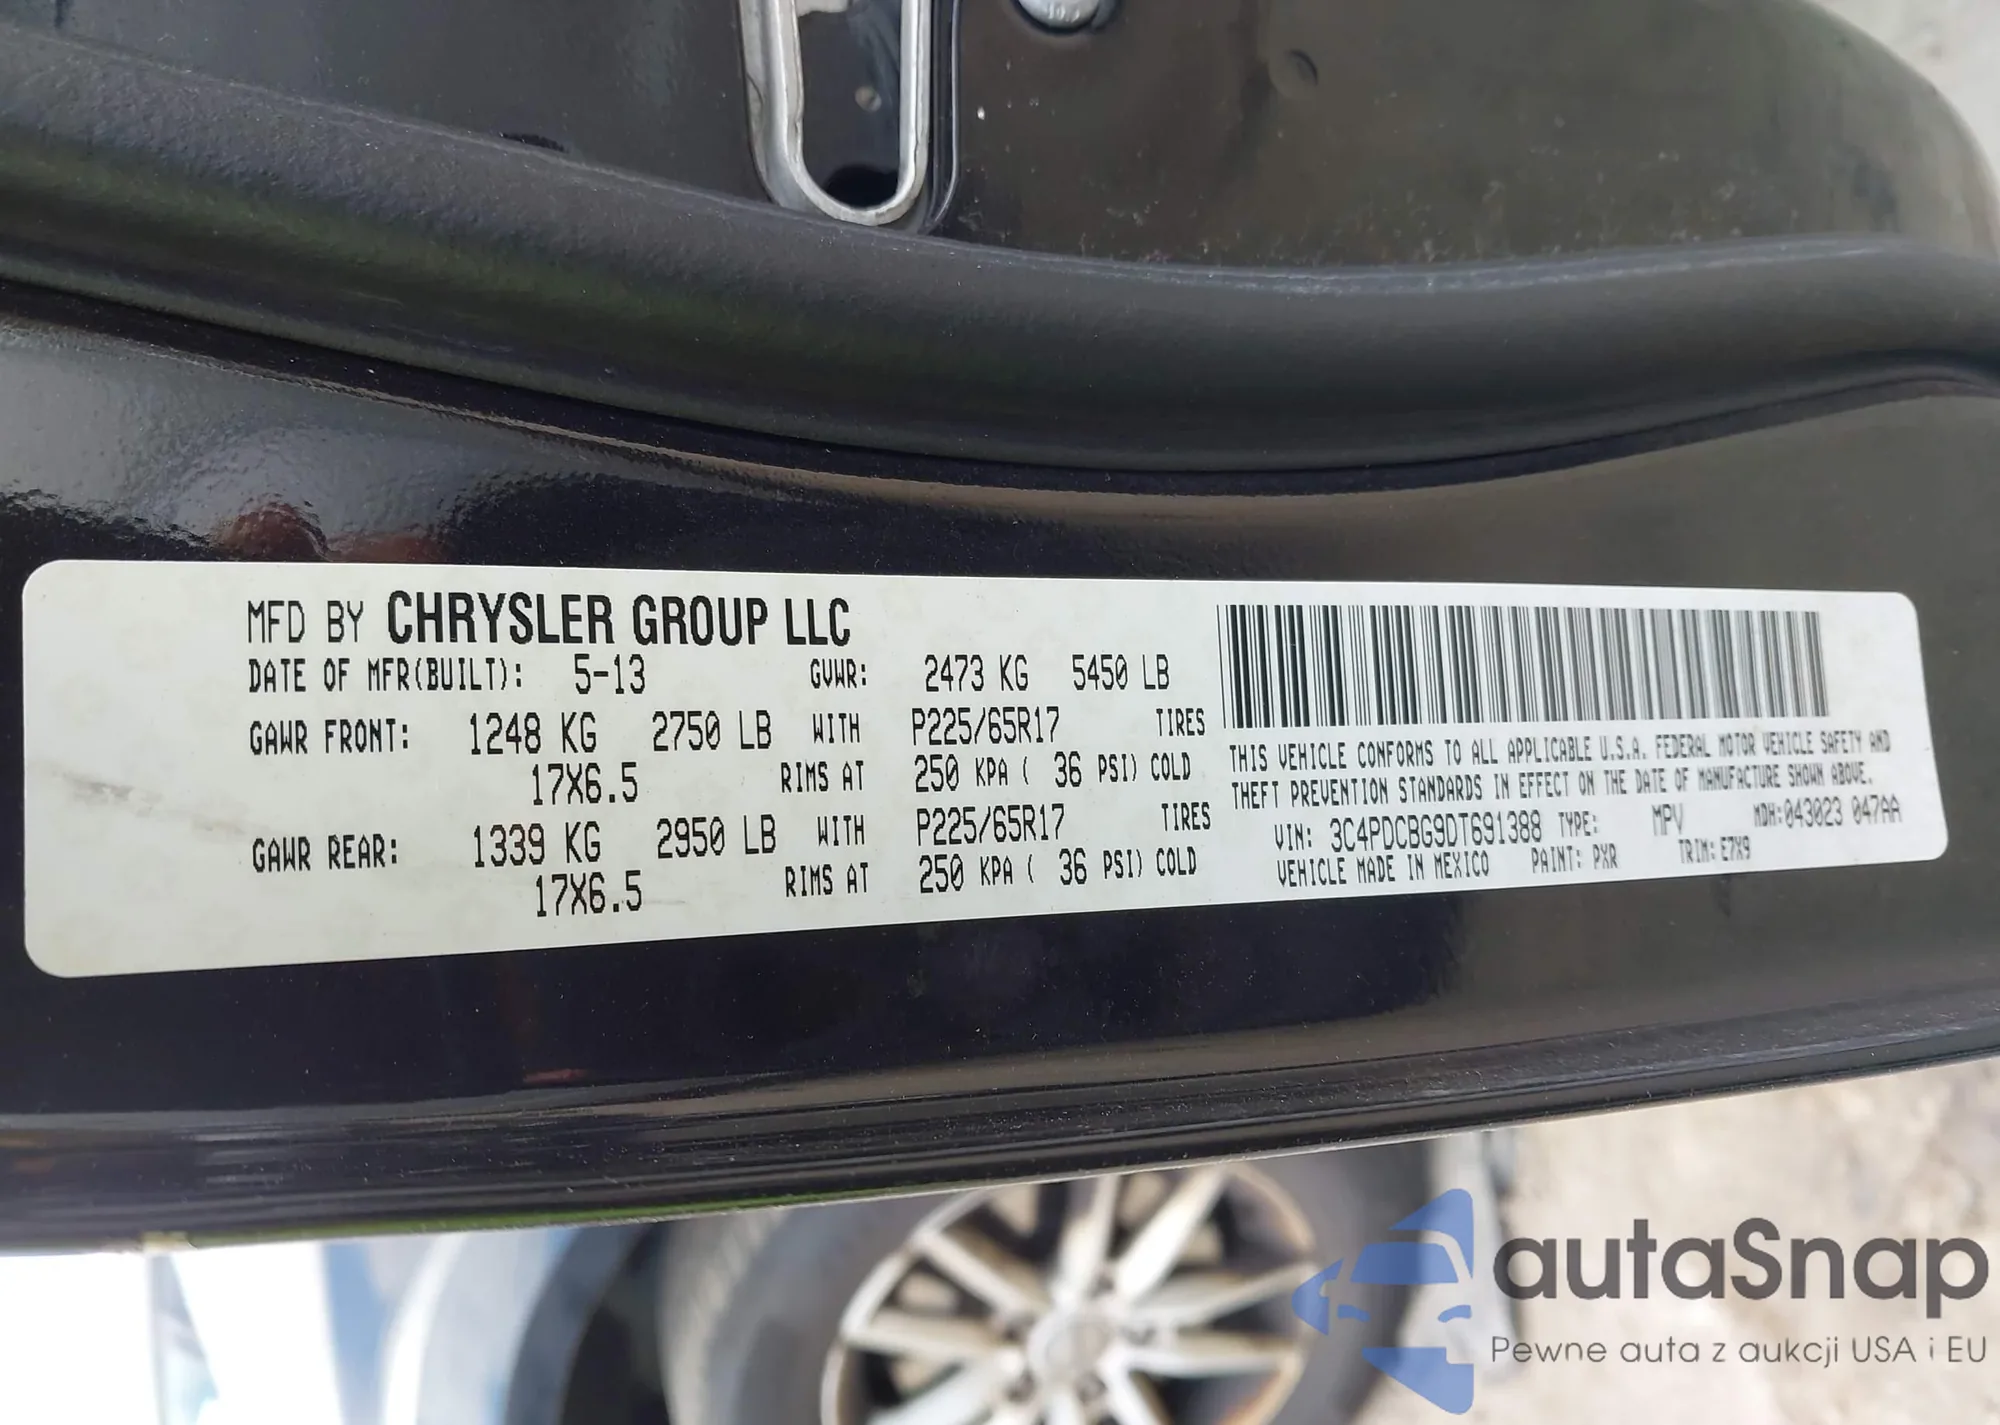 MFD BY CHRYSLER GROUP LLC
DATE OF MFR(BUILT): 5-13 GVWR: 2473 KG 5450 LB
GAWR FRONT: 1248 KG 2750 LB WITH P225/65R17 TIRES
17X6.5 RIMS AT 250 KPA ( 36 PSI) COLD
GAWR REAR: 1339 KG 2950 LB WITH P225/65R17 TIRES
17X6.5 RIMS AT 250 KPA ( 36 PSI) COLD
THIS VEHICLE CONFORMS TO ALL APPLICABLE U.S.A. FEDERAL MOTOR VEHICLE SAFETY AND
THEFT PREVENTION STANDARDS IN EFFECT ON THE DATE OF MANUFACTURE SHOWN ABOVE.
VIN: 3C4PDCBG9DT691388 TYPE: MPV MDH:043023 047AA
VEHICLE MADE IN MEXICO PAINT: PXR TRIM: E7X9
autaSnap
Pewne auta z aukcji USA i EU